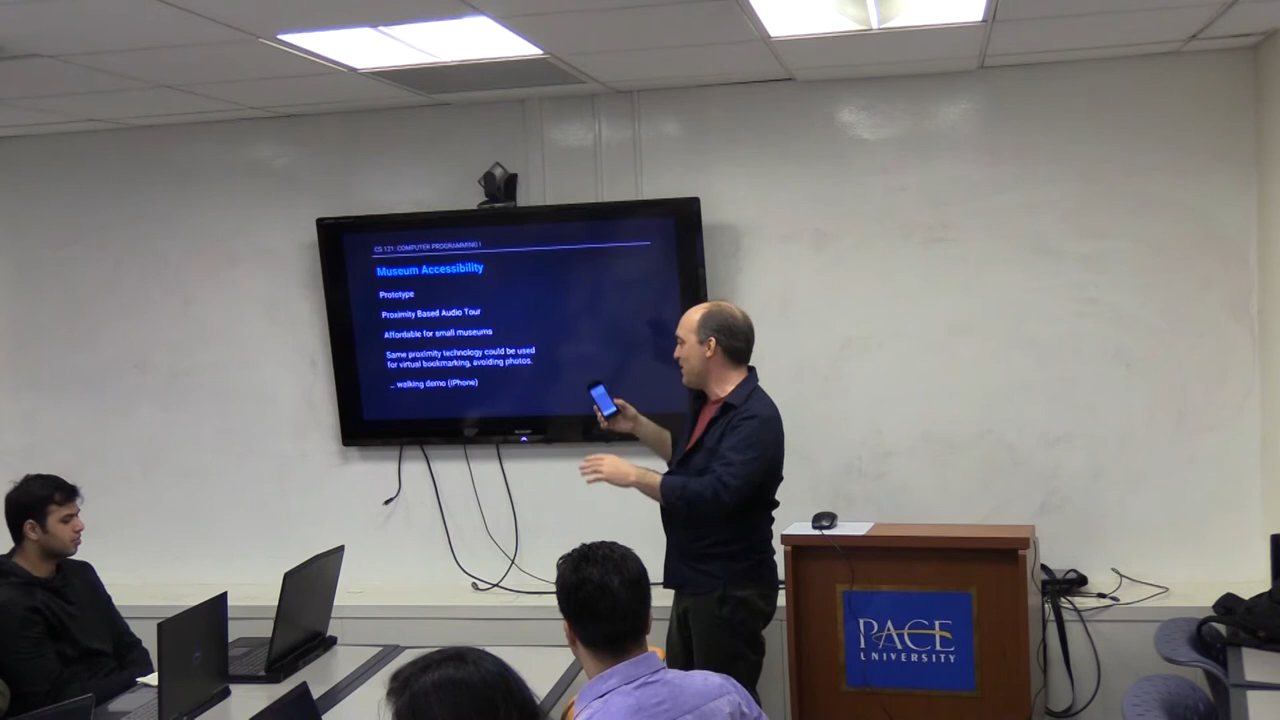 CS 121: COMPUTER PROGRAMMING I
Museum Accessibility
Prototype
Proximity Based Audio Tour
Affordable for small museums
Same proximity technology could be used
for virtual bookmarking, avoiding photos.
... walking demo (iPhone)
PACE
UNIVERSITY